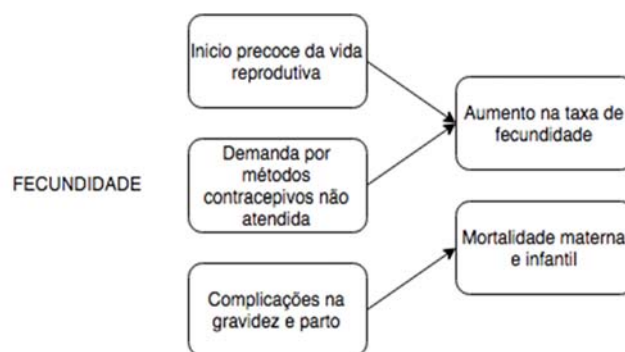 Inicio precoce da vida
reprodutiva
Aumento na taxa de
fecundidade
FECUNDIDADE
Demanda por
métodos
contracepivos não
atendida
Mortalidade materna
e infantil
Complicações na
gravidez e parto